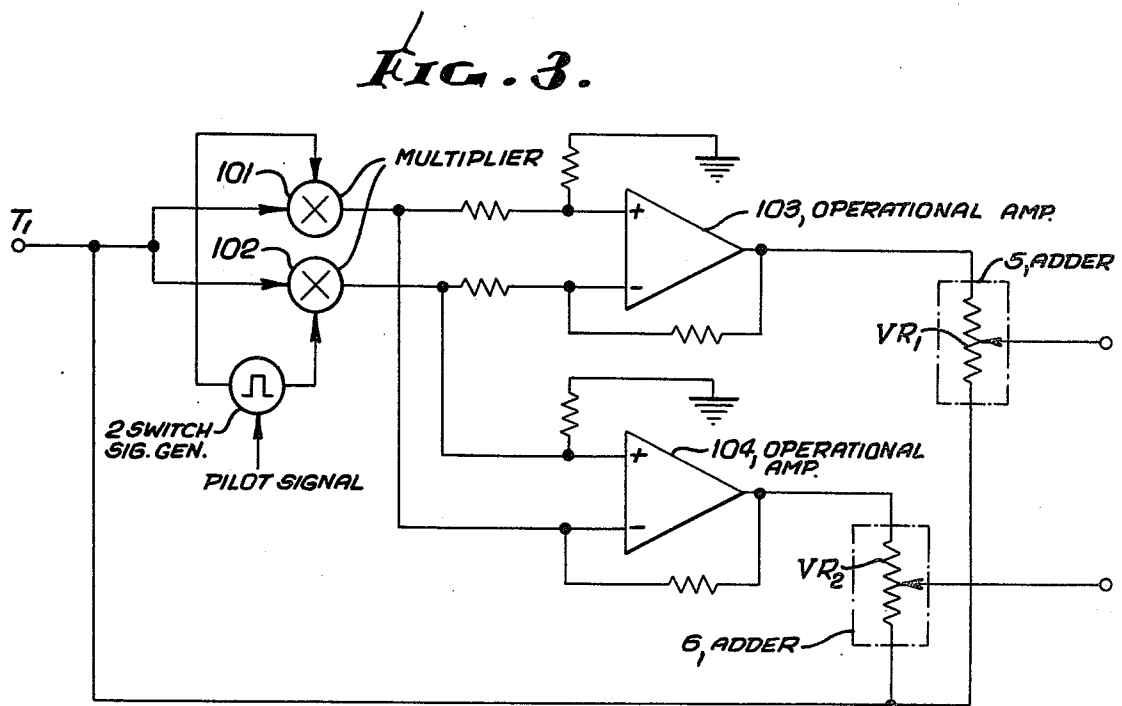 FIG. 3.
101
MULTIPLIER
T1
102
+
-
103, OPERATIONAL AMP.
5, ADDER
VR1
2 SWITCH
SIG. GEN.
PILOT SIGNAL
+
-
104, OPERATIONAL
AMP.
VR2
6, ADDER